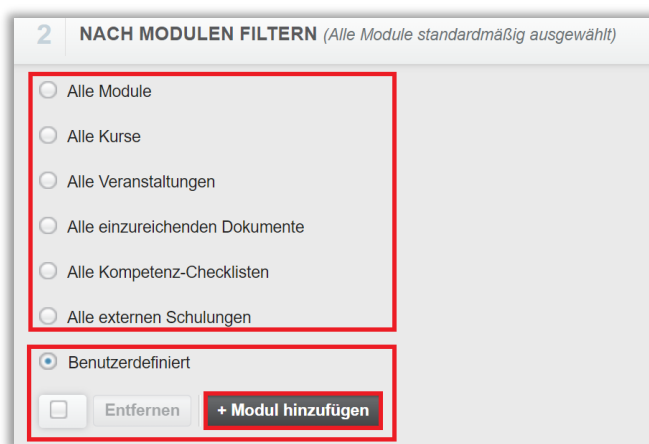 2 NACH MODULEN FILTERN (Alle Module standardmäßig ausgewählt)
Alle Module
Alle Kurse
Alle Veranstaltungen
Alle einzureichenden Dokumente
Alle Kompetenz-Checklisten
Alle externen Schulungen
Benutzerdefiniert
Entfernen + Modul hinzufügen